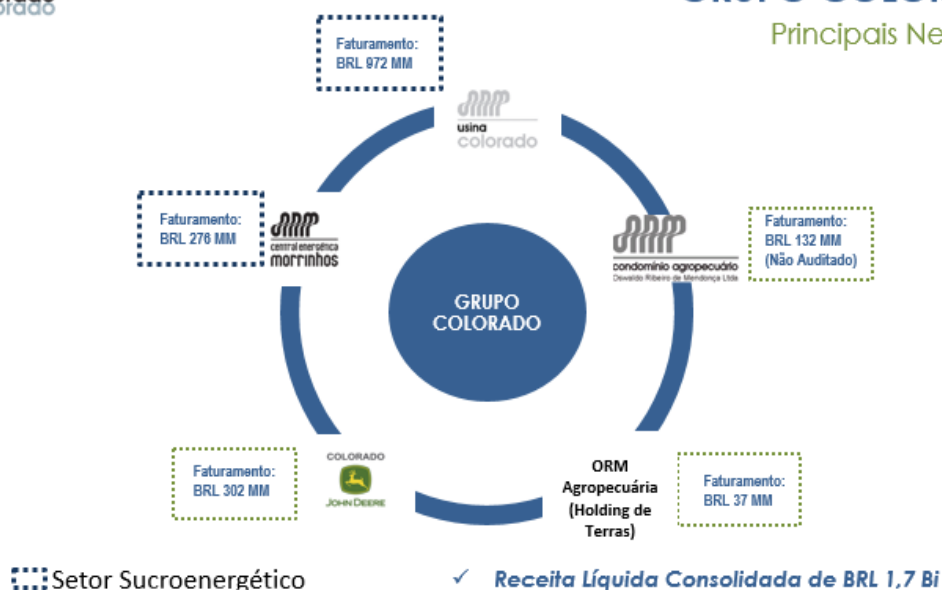 Principais Ne
Faturamento:
BRL 972 MM
usina
colorado
Faturamento:
BRL 276 MM
central energética
morrinhos
condomínio agropecuário
Oswaldo Ribeiro de Mendonça Ltda
Faturamento:
BRL 132 MM
(Não Auditado)
GRUPO
COLORADO
Faturamento:
BRL 302 MM
COLORADO
JOHN DEERE
ORM
Agropecuária
(Holding de
Terras)
Faturamento:
BRL 37 MM
Setor Sucroenergético
✓ Receita Líquida Consolidada de BRL 1,7 Bi